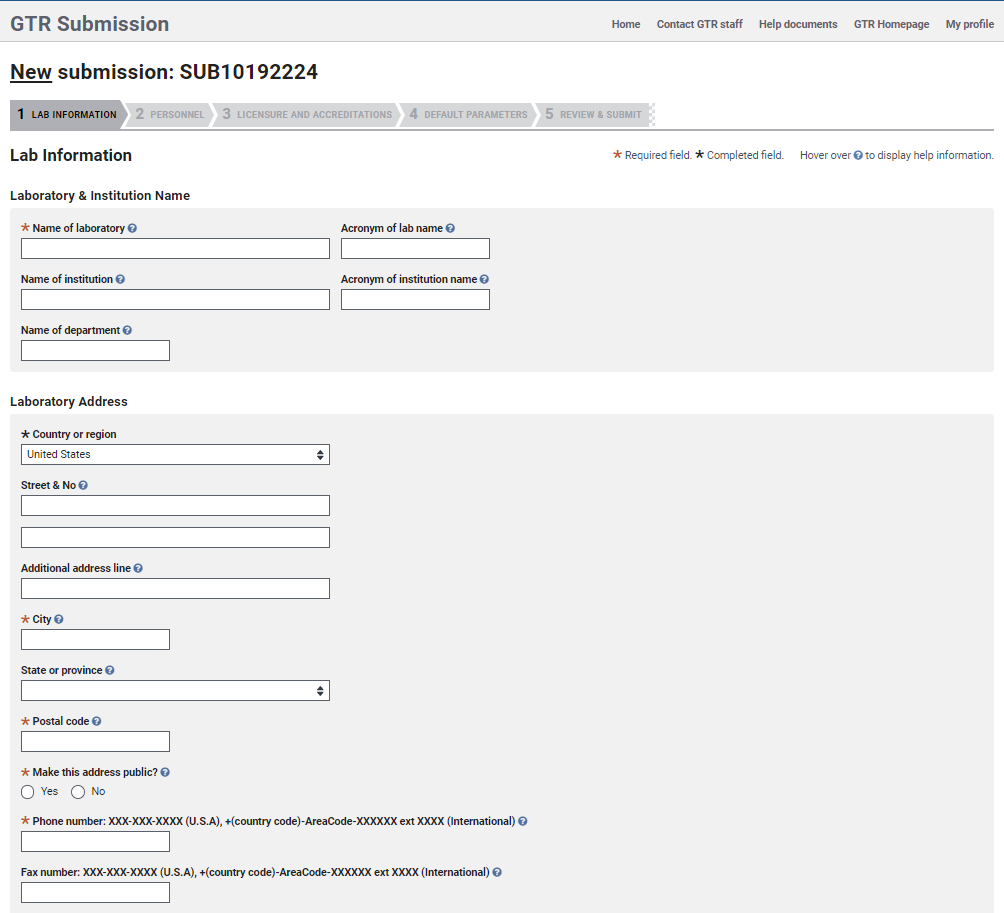 GTR Submission
Home Contact GTR staff Help documents GTR Homepage My profile
New submission: SUB10192224
1 LAB INFORMATION 2 PERSONNEL 3 LICENSURE AND ACCREDITATIONS 4 DEFAULT PARAMETERS 5 REVIEW & SUBMIT
Lab Information
* Required field. * Completed field. Hover over ? to display help information.
Laboratory & Institution Name
* Name of laboratory ? Acronym of lab name ?
Name of institution ? Acronym of institution name ?
Name of department ?
Laboratory Address
* Country or region
United States
Street & No ?
Additional address line ?
* City ?
State or province ?
* Postal code ?
* Make this address public? ?
Yes No
* Phone number: XXX-XXX-XXXX (U.S.A), +(country code)-AreaCode-XXXXXX ext XXXX (International) ?
Fax number: XXX-XXX-XXXX (U.S.A), +(country code)-AreaCode-XXXXXX ext XXXX (International) ?